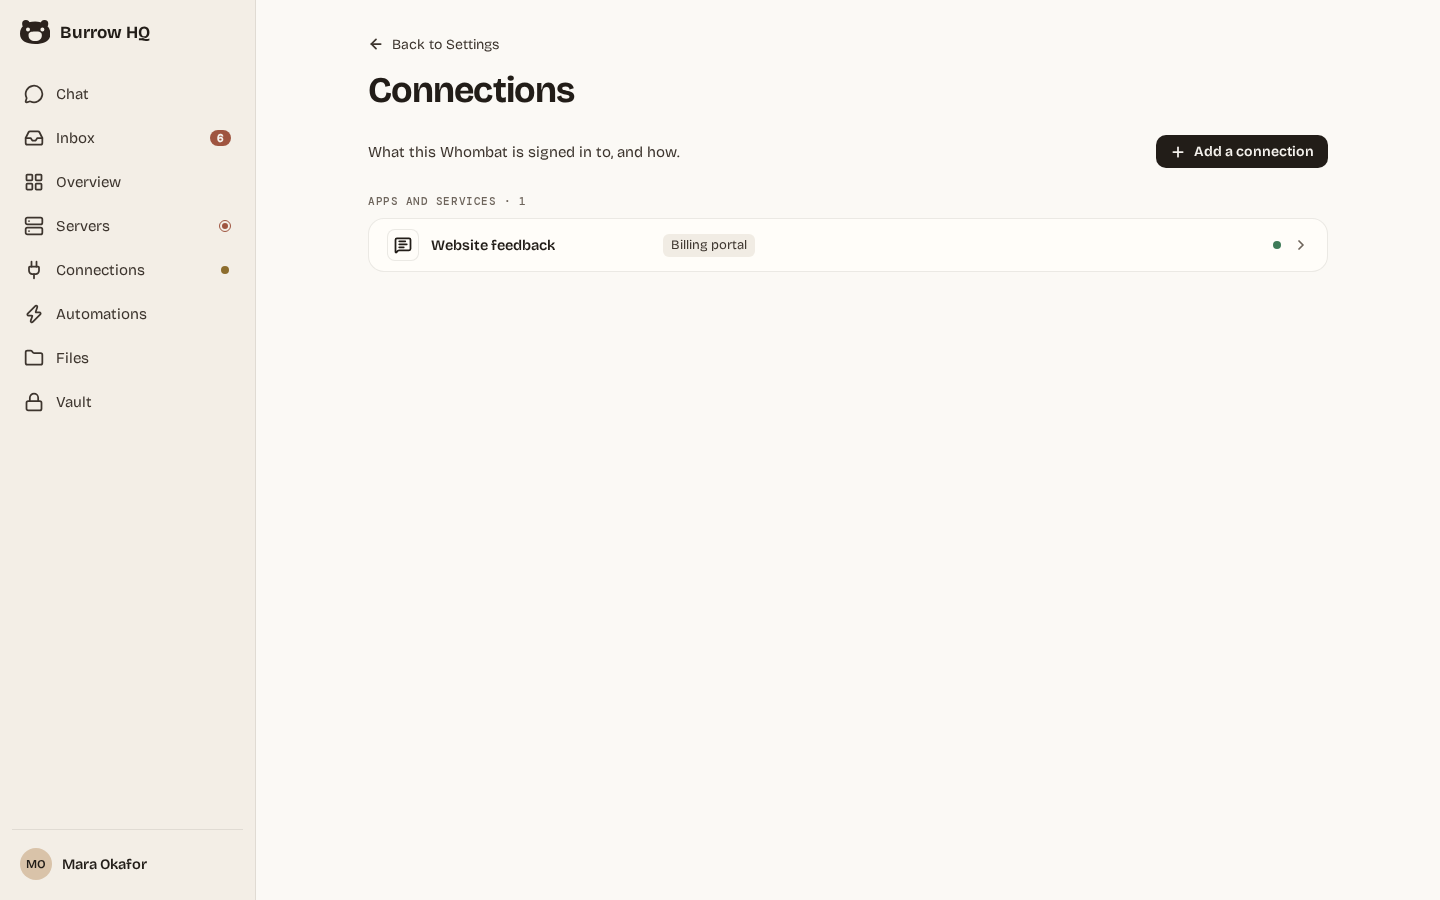 Burrow HQ
Chat
Inbox 6
Overview
Servers
Connections
Automations
Files
Vault
MO Mara Okafor
Back to Settings
Connections
What this Whombat is signed in to, and how.
Add a connection
APPS AND SERVICES · 1
Website feedback Billing portal